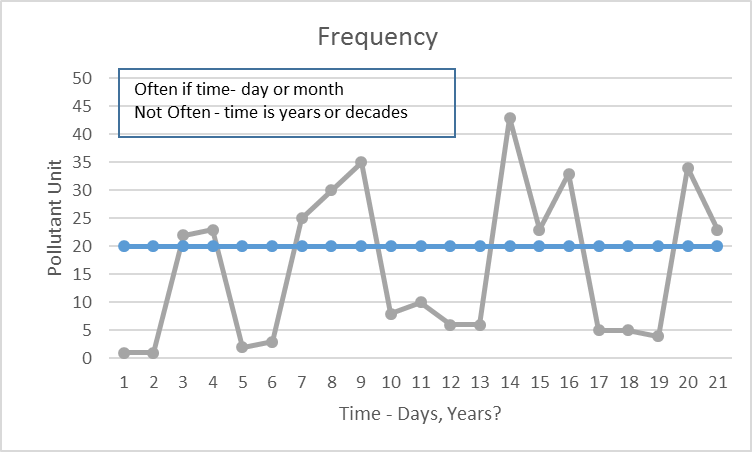 Frequency
Often if time- day or month
Not Often - time is years or decades
50
45
40
35
30
25
20
15
10
5
0
Pollutant Unit
1 2 3 4 5 6 7 8 9 10 11 12 13 14 15 16 17 18 19 20 21
Time - Days, Years?